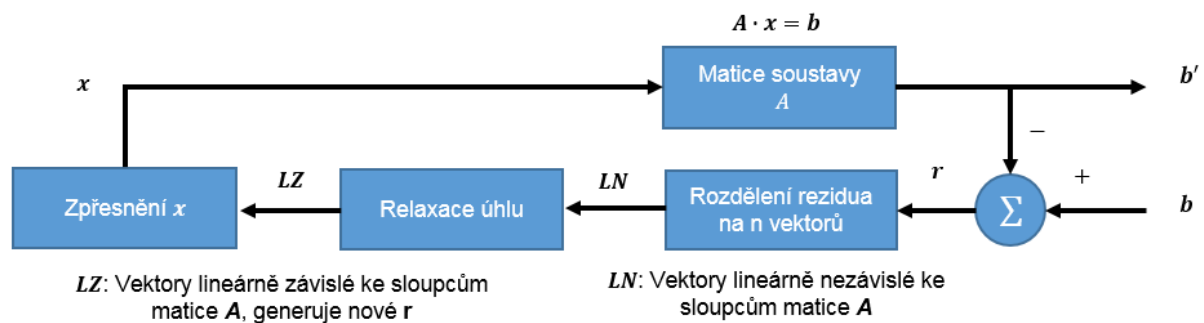 A · x = b
x
Matice soustavy
A
b′
−
Zpřesnění x
LZ
Relaxace úhlu
LN
Rozdělení rezidua
na n vektorů
r
Σ
+
b
LZ: Vektory lineárně závislé ke sloupcům
matice A, generuje nové r
LN: Vektory lineárně nezávislé ke
sloupcům matice A